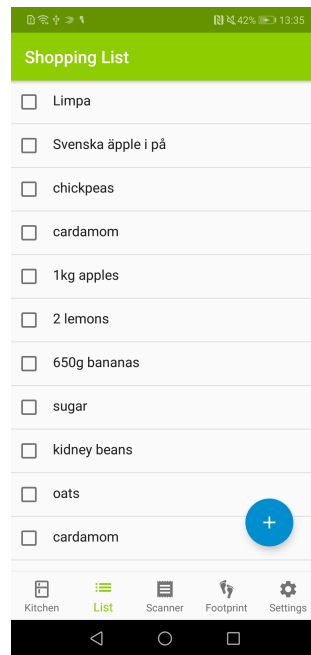 42% 13:35
Shopping List
Limpa
Svenska äpple i på
chickpeas
cardamom
1kg apples
2 lemons
650g bananas
sugar
kidney beans
oats
+
cardamom
Kitchen List Scanner Footprint Settings